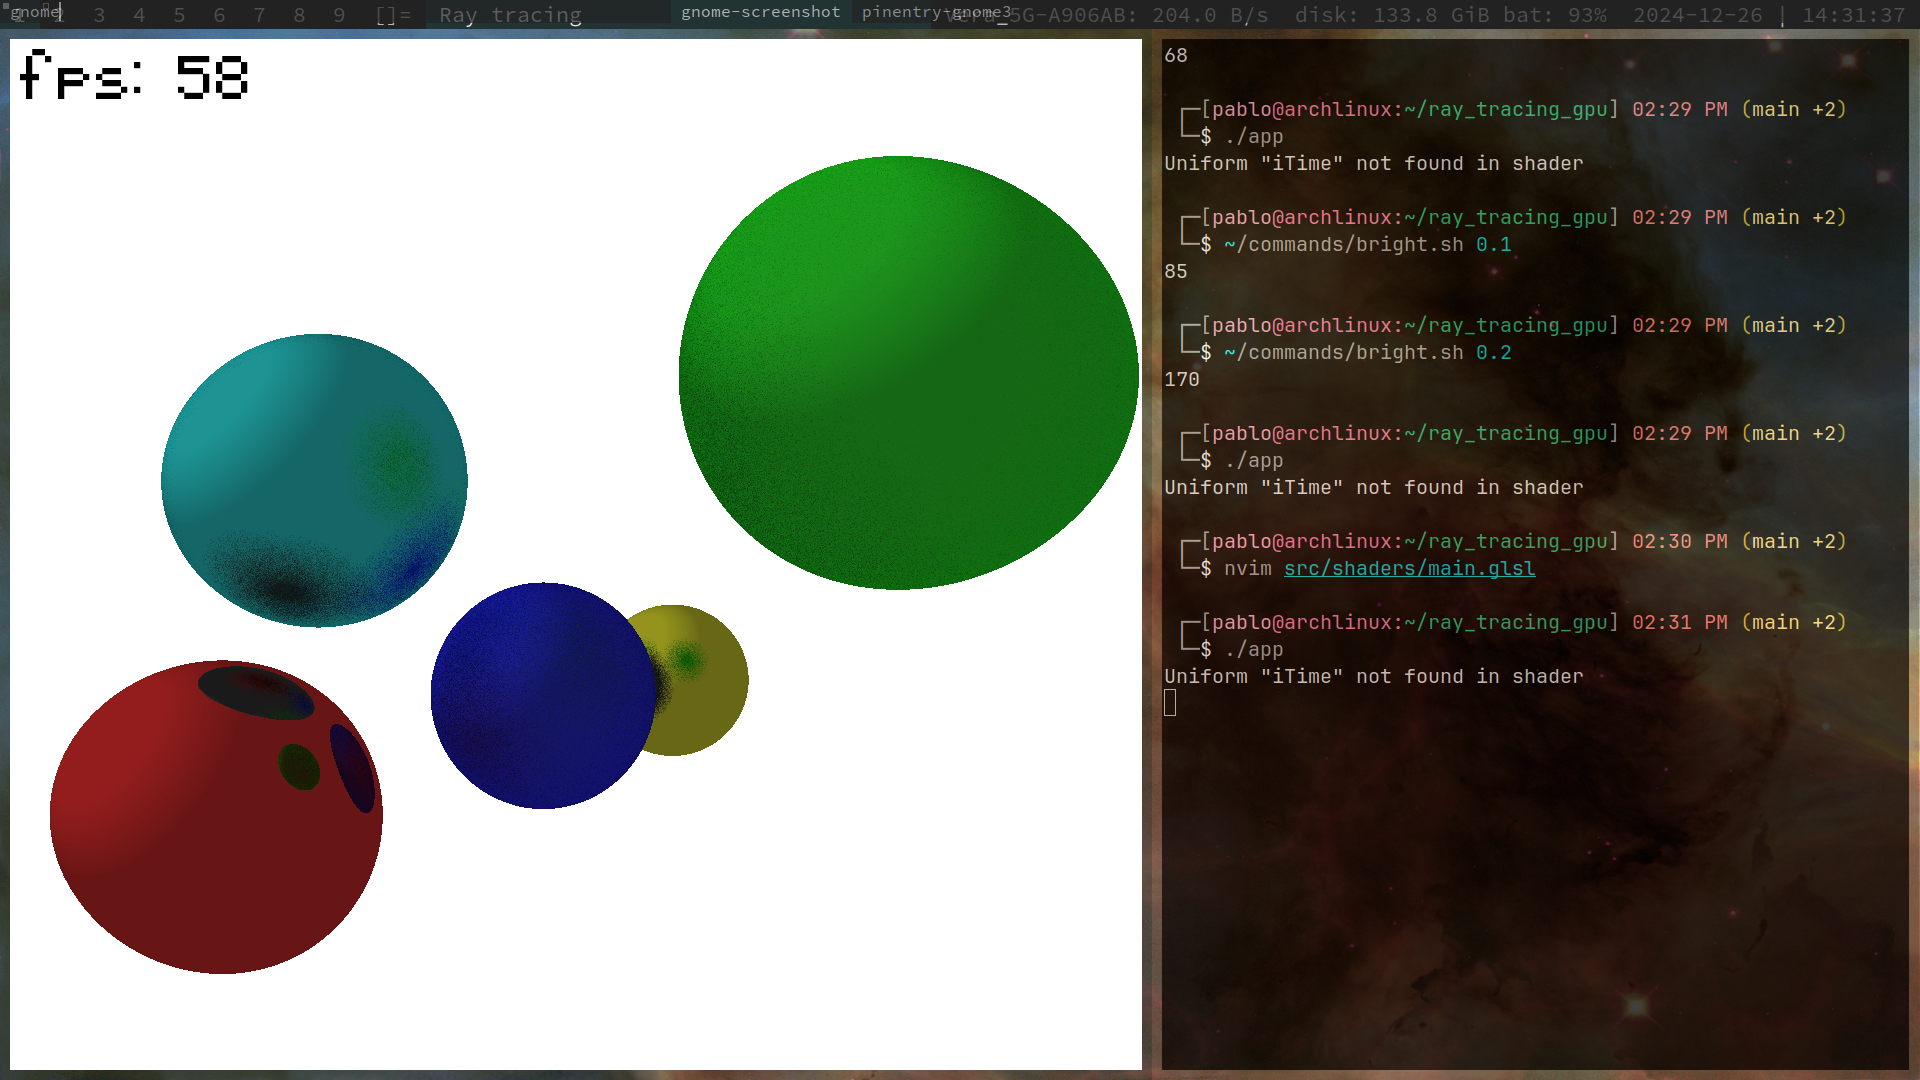 gnome
1 2 3 4 5 6 7 8 9 []= Ray tracing gnome-screenshot pinentry-gnome3 5G-A906AB: 204.0 B/s disk: 133.8 GiB bat: 93% 2024-12-26 | 14:31:37
fps: 58
68
┌─[pablo@archlinux:~/ray_tracing_gpu] 02:29 PM (main +2)
└─$ ./app
Uniform "iTime" not found in shader
┌─[pablo@archlinux:~/ray_tracing_gpu] 02:29 PM (main +2)
└─$ ~/commands/bright.sh 0.1
85
┌─[pablo@archlinux:~/ray_tracing_gpu] 02:29 PM (main +2)
└─$ ~/commands/bright.sh 0.2
170
┌─[pablo@archlinux:~/ray_tracing_gpu] 02:29 PM (main +2)
└─$ ./app
Uniform "iTime" not found in shader
┌─[pablo@archlinux:~/ray_tracing_gpu] 02:30 PM (main +2)
└─$ nvim src/shaders/main.glsl
┌─[pablo@archlinux:~/ray_tracing_gpu] 02:31 PM (main +2)
└─$ ./app
Uniform "iTime" not found in shader